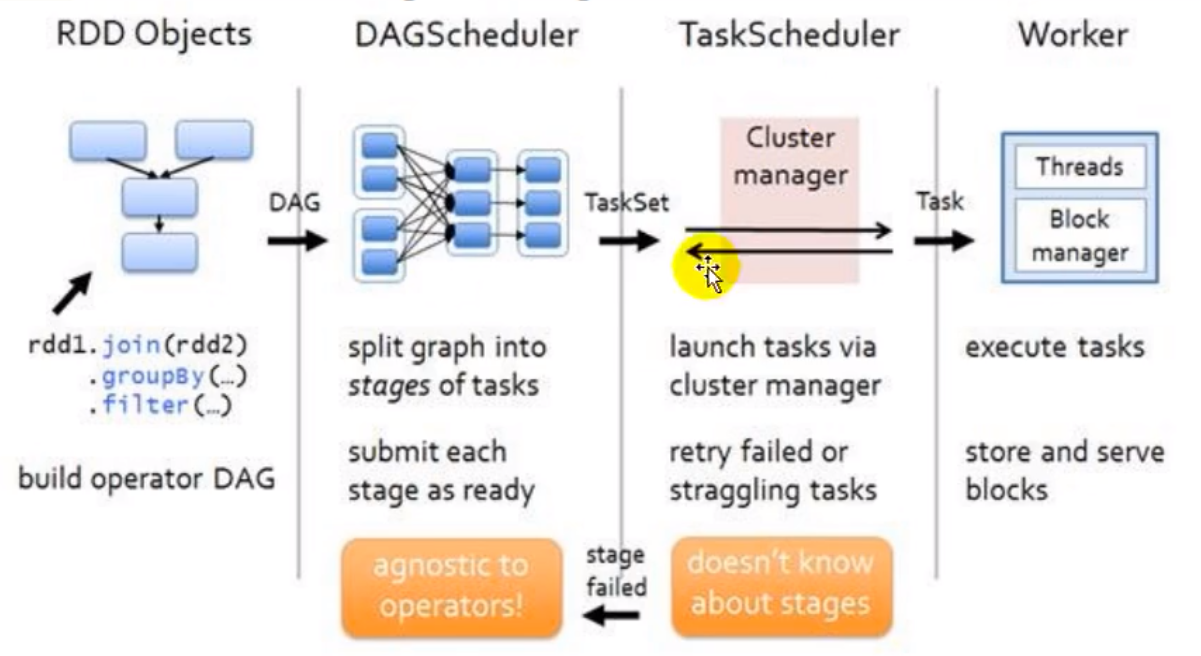 RDD Objects
DAGScheduler
TaskScheduler
Worker
DAG
TaskSet
Cluster
manager
Task
Threads
Block
manager
rdd1.join(rdd2)
.groupBy(…)
.filter(…)
build operator DAG
split graph into
stages of tasks
submit each
stage as ready
agnostic to
operators!
launch tasks via
cluster manager
retry failed or
straggling tasks
stage
failed
doesn't know
about stages
execute tasks
store and serve
blocks